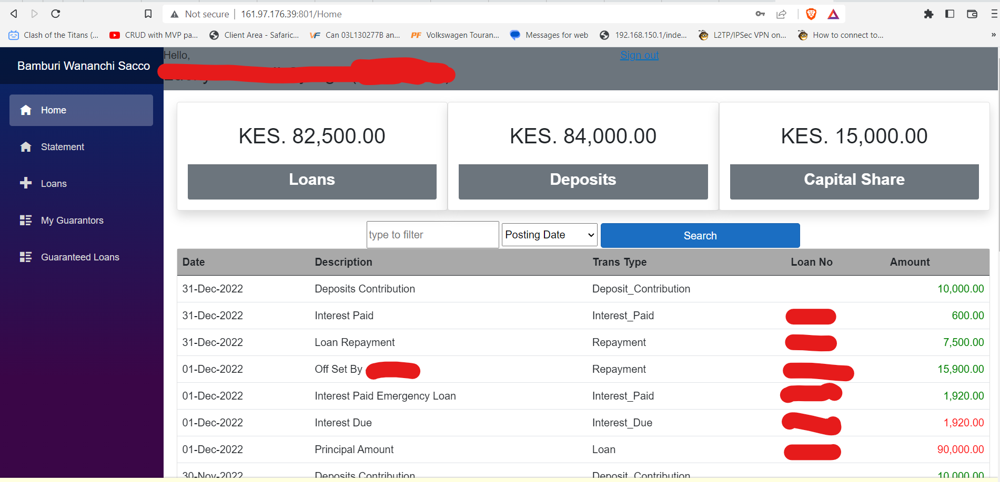 Not secure | 161.97.176.39:801/Home
Clash of the Titans (... CRUD with MVP pa... Client Area - Safaric... VF Can 03L130277B an... PF Volkswagen Touran... Messages for web 192.168.150.1/inde... L2TP/IPSec VPN on... How to connect to... »
Bamburi Wananchi Sacco
Hello,
Sign out
Home
Statement
Loans
My Guarantors
Guaranteed Loans
KES. 82,500.00 KES. 84,000.00 KES. 15,000.00
Loans Deposits Capital Share
type to filter Posting Date Search
Date Description Trans Type Loan No Amount
31-Dec-2022 Deposits Contribution Deposit_Contribution 10,000.00
31-Dec-2022 Interest Paid Interest_Paid 600.00
31-Dec-2022 Loan Repayment Repayment 7,500.00
01-Dec-2022 Off Set By Repayment 15,900.00
01-Dec-2022 Interest Paid Emergency Loan Interest_Paid 1,920.00
01-Dec-2022 Interest Due Interest_Due 1,920.00
01-Dec-2022 Principal Amount Loan 90,000.00
30-Nov-2022 Deposits Contribution Deposit_Contribution 10,000.00